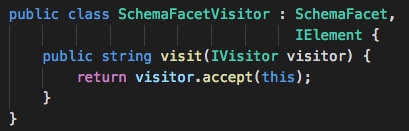 public class SchemaFacetVisitor : SchemaFacet,
IElement {
public string visit(IVisitor visitor) {
return visitor.accept(this);
}
}